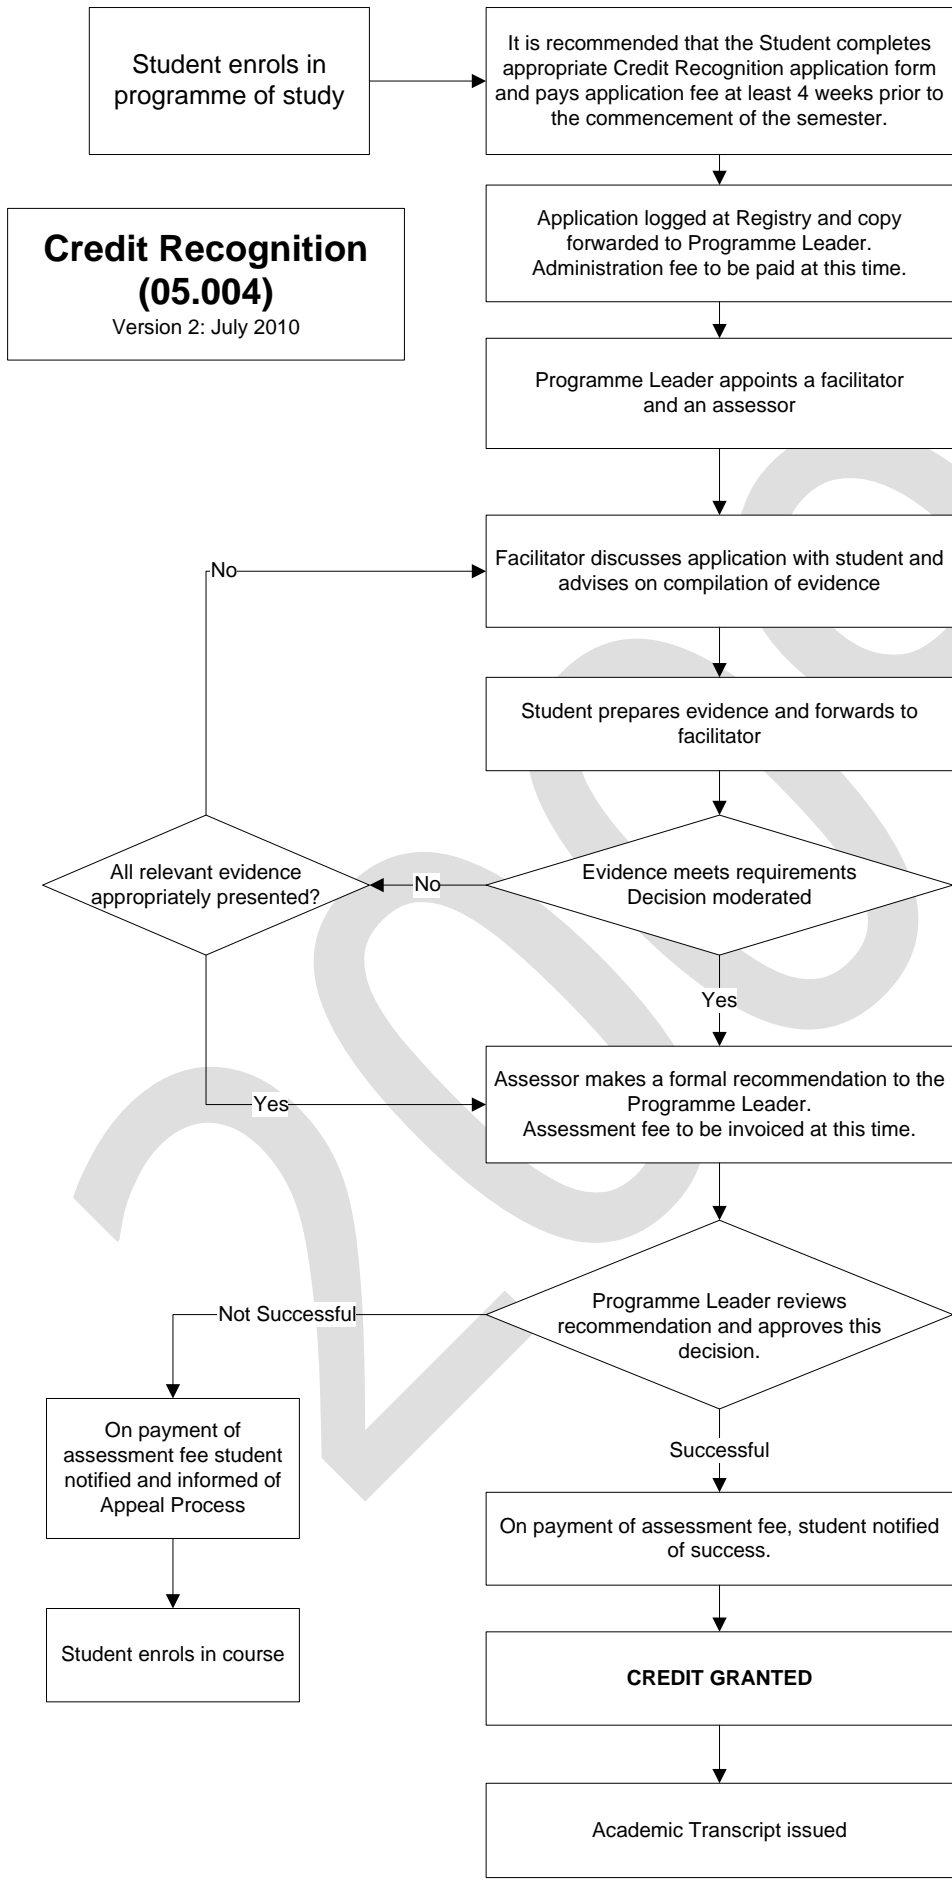 Student enrols in
programme of study
It is recommended that the Student completes
appropriate Credit Recognition application form
and pays application fee at least 4 weeks prior to
the commencement of the semester.
Credit Recognition
(05.004)
Version 2: July 2010
Application logged at Registry and copy
forwarded to Programme Leader.
Administration fee to be paid at this time.
Programme Leader appoints a facilitator
and an assessor
No
Facilitator discusses application with student and
advises on compilation of evidence
Student prepares evidence and forwards to
facilitator
All relevant evidence
appropriately presented?
No
Evidence meets requirements
Decision moderated
Yes
Yes
Assessor makes a formal recommendation to the
Programme Leader.
Assessment fee to be invoiced at this time.
Not Successful
Programme Leader reviews
recommendation and approves this
decision.
On payment of
assessment fee student
notified and informed of
Appeal Process
Successful
On payment of assessment fee, student notified
of success.
Student enrols in course
CREDIT GRANTED
Academic Transcript issued